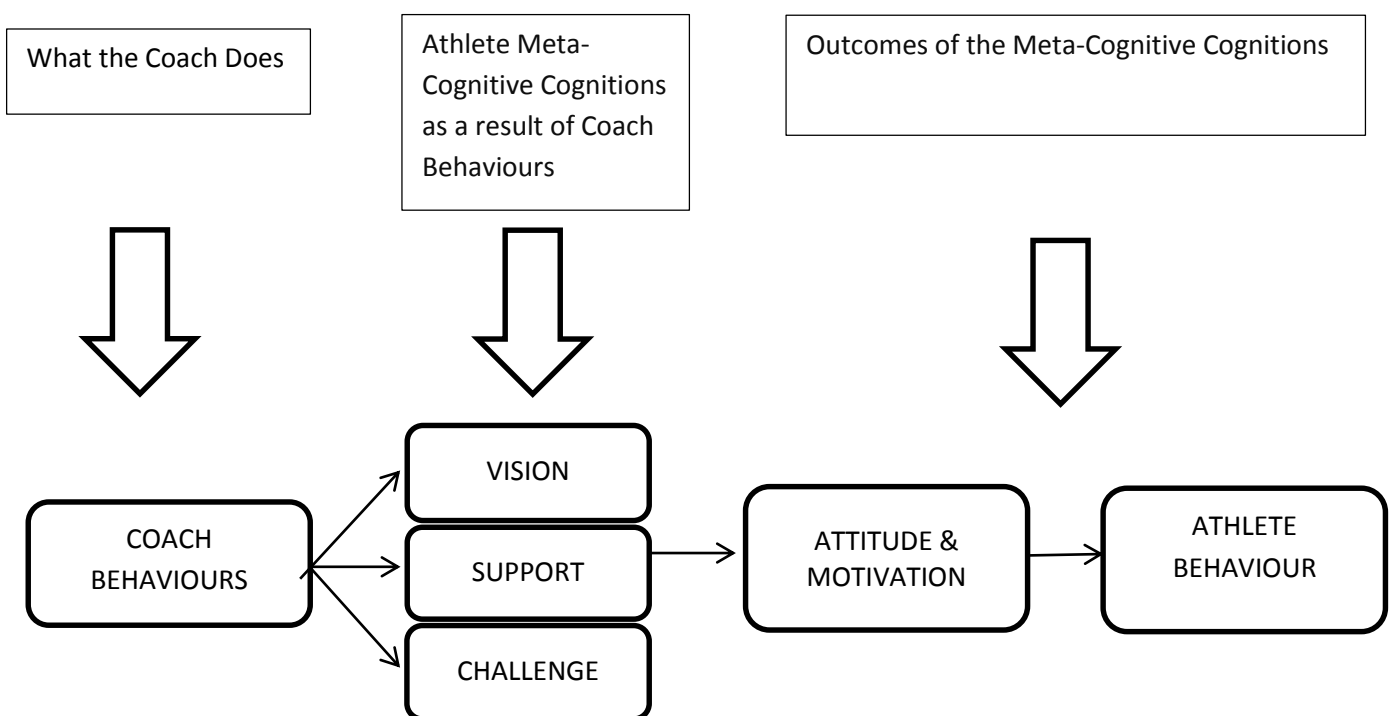 What the Coach Does
Athlete Meta-
Cognitive Cognitions
as a result of Coach
Behaviours
Outcomes of the Meta-Cognitive Cognitions
COACH
BEHAVIOURS
VISION
SUPPORT
CHALLENGE
ATTITUDE &
MOTIVATION
ATHLETE
BEHAVIOUR